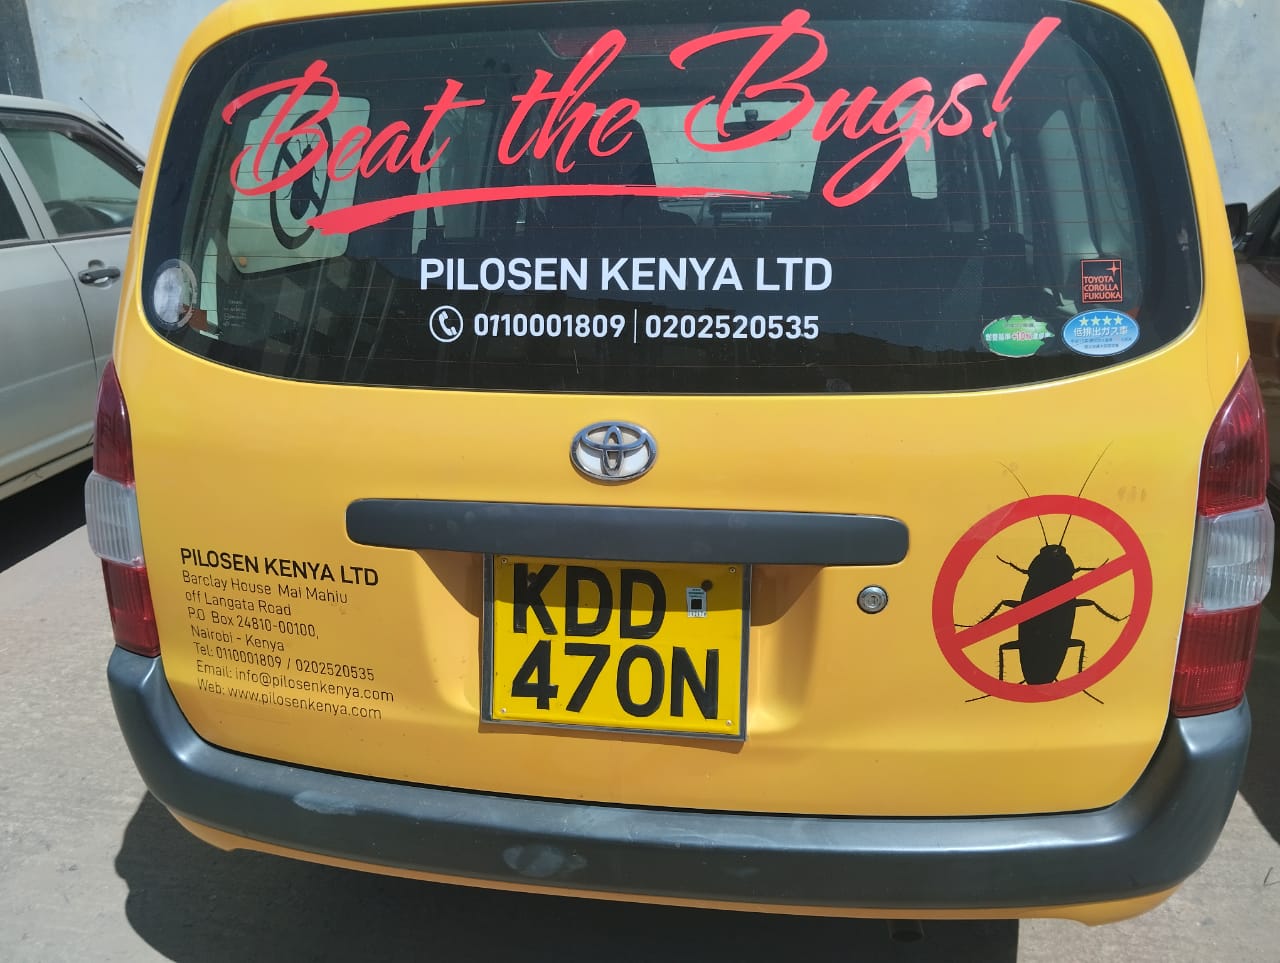 Beat the Bugs!
PILOSEN KENYA LTD
0110001809 | 0202520535
TOYOTA
COROLLA
FUKUOKA
★★★★
低排出ガス車
PILOSEN KENYA LTD
Barclay House Mai Mahiu
off Langata Road
P.O Box 24810-00100,
Nairobi - Kenya
Tel: 0110001809 / 0202520535
Email: info@pilosenkenya.com
Web: www.pilosenkenya.com
KDD
470N